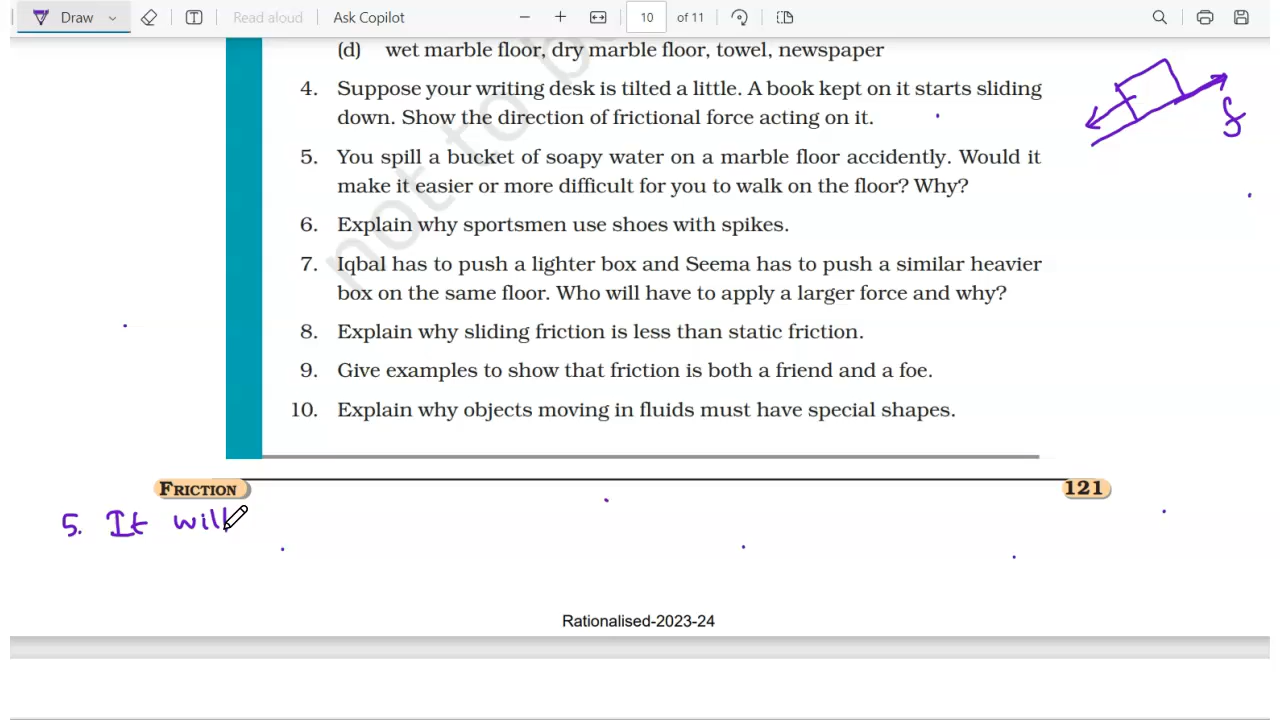 Draw
Read aloud
Ask Copilot
10
of 11
(d) wet marble floor, dry marble floor, towel, newspaper
4. Suppose your writing desk is tilted a little. A book kept on it starts sliding
down. Show the direction of frictional force acting on it.
f
5. You spill a bucket of soapy water on a marble floor accidently. Would it
make it easier or more difficult for you to walk on the floor? Why?
6. Explain why sportsmen use shoes with spikes.
7. Iqbal has to push a lighter box and Seema has to push a similar heavier
box on the same floor. Who will have to apply a larger force and why?
8. Explain why sliding friction is less than static friction.
9. Give examples to show that friction is both a friend and a foe.
10. Explain why objects moving in fluids must have special shapes.
not to b
FRICTION
121
5. It will
Rationalised-2023-24